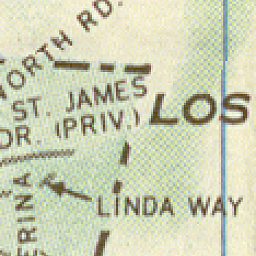 NORTH RD.
ST. JAMES
DR. (PRIV.)
LOS
LINDA WAY
ERINA